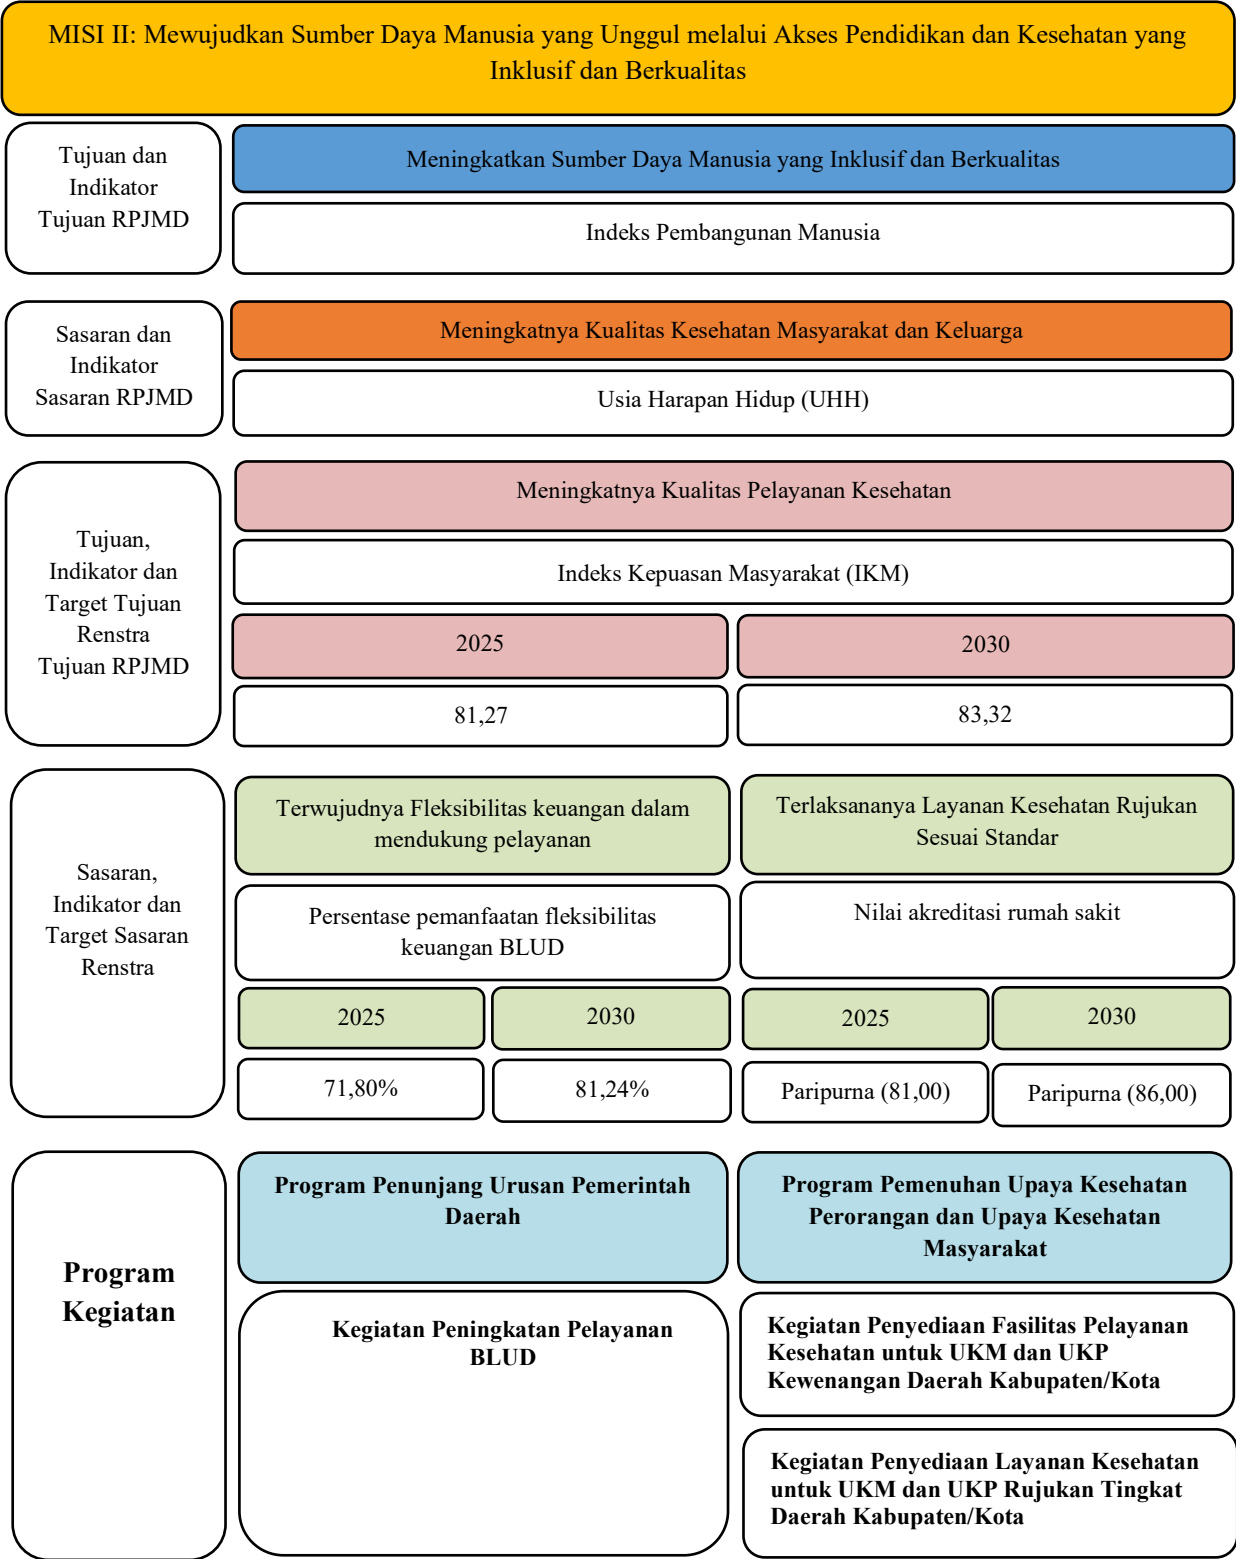 MISI II: Mewujudkan Sumber Daya Manusia yang Unggul melalui Akses Pendidikan dan Kesehatan yang
Inklusif dan Berkualitas
Tujuan dan
Indikator
Tujuan RPJMD
Meningkatkan Sumber Daya Manusia yang Inklusif dan Berkualitas
Indeks Pembangunan Manusia
Sasaran dan
Indikator
Sasaran RPJMD
Meningkatnya Kualitas Kesehatan Masyarakat dan Keluarga
Usia Harapan Hidup (UHH)
Tujuan,
Indikator dan
Target Tujuan
Renstra
Tujuan RPJMD
Meningkatnya Kualitas Pelayanan Kesehatan
Indeks Kepuasan Masyarakat (IKM)
2025
2030
81,27
83,32
Sasaran,
Indikator dan
Target Sasaran
Renstra
Terwujudnya Fleksibilitas keuangan dalam
mendukung pelayanan
Terlaksananya Layanan Kesehatan Rujukan
Sesuai Standar
Persentase pemanfaatan fleksibilitas
keuangan BLUD
Nilai akreditasi rumah sakit
2025
2030
2025
2030
71,80%
81,24%
Paripurna (81,00)
Paripurna (86,00)
Program
Kegiatan
Program Penunjang Urusan Pemerintah
Daerah
Program Pemenuhan Upaya Kesehatan
Perorangan dan Upaya Kesehatan
Masyarakat
Kegiatan Peningkatan Pelayanan
BLUD
Kegiatan Penyediaan Fasilitas Pelayanan
Kesehatan untuk UKM dan UKP
Kewenangan Daerah Kabupaten/Kota
Kegiatan Penyediaan Layanan Kesehatan
untuk UKM dan UKP Rujukan Tingkat
Daerah Kabupaten/Kota